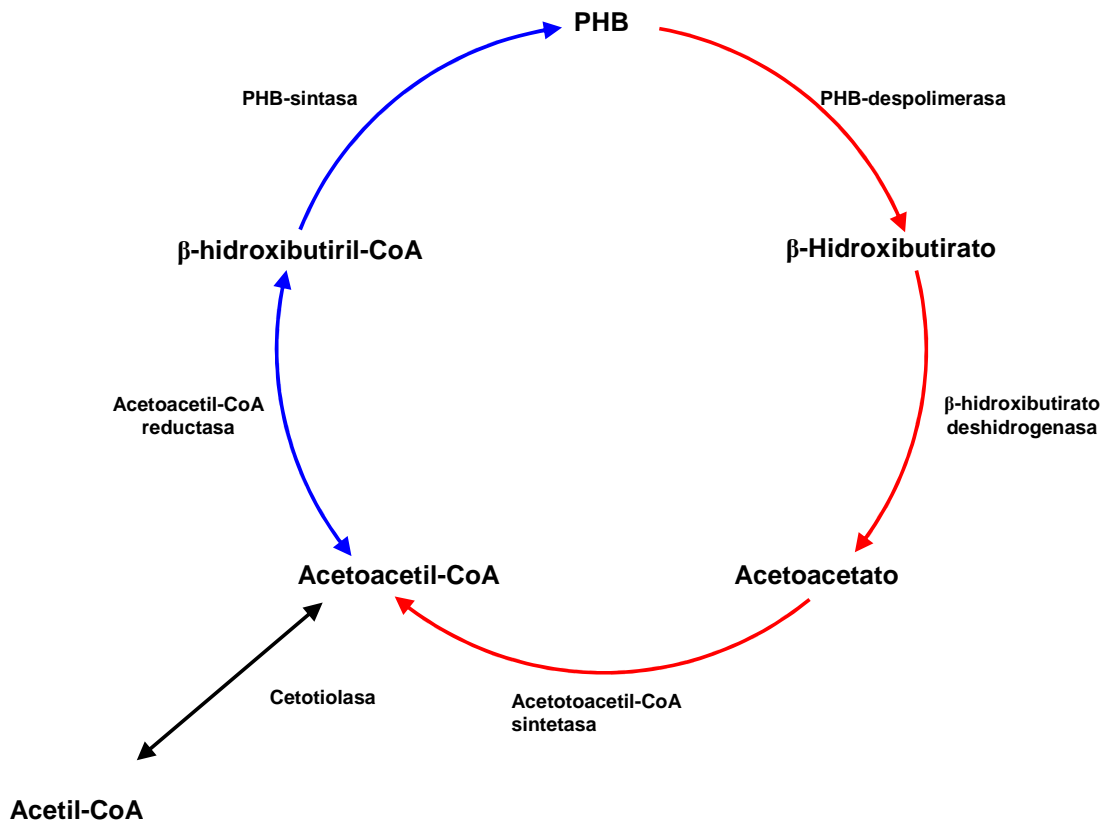 PHB
PHB-sintasa
PHB-despolimerasa
β-hidroxibutiril-CoA
β-Hidroxibutirato
Acetoacetil-CoA
reductasa
β-hidroxibutirato
deshidrogenasa
Acetoacetil-CoA
Acetoacetato
Cetotiolasa
Acetotoacetil-CoA
sintetasa
Acetil-CoA